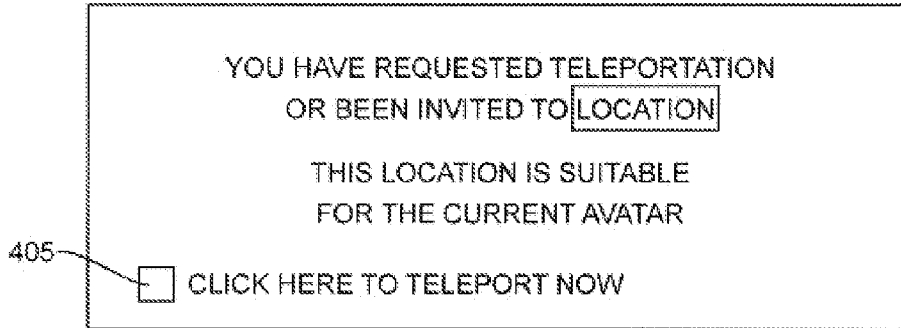 YOU HAVE REQUESTED TELEPORTATION
OR BEEN INVITED TO LOCATION
THIS LOCATION IS SUITABLE
FOR THE CURRENT AVATAR
405
CLICK HERE TO TELEPORT NOW